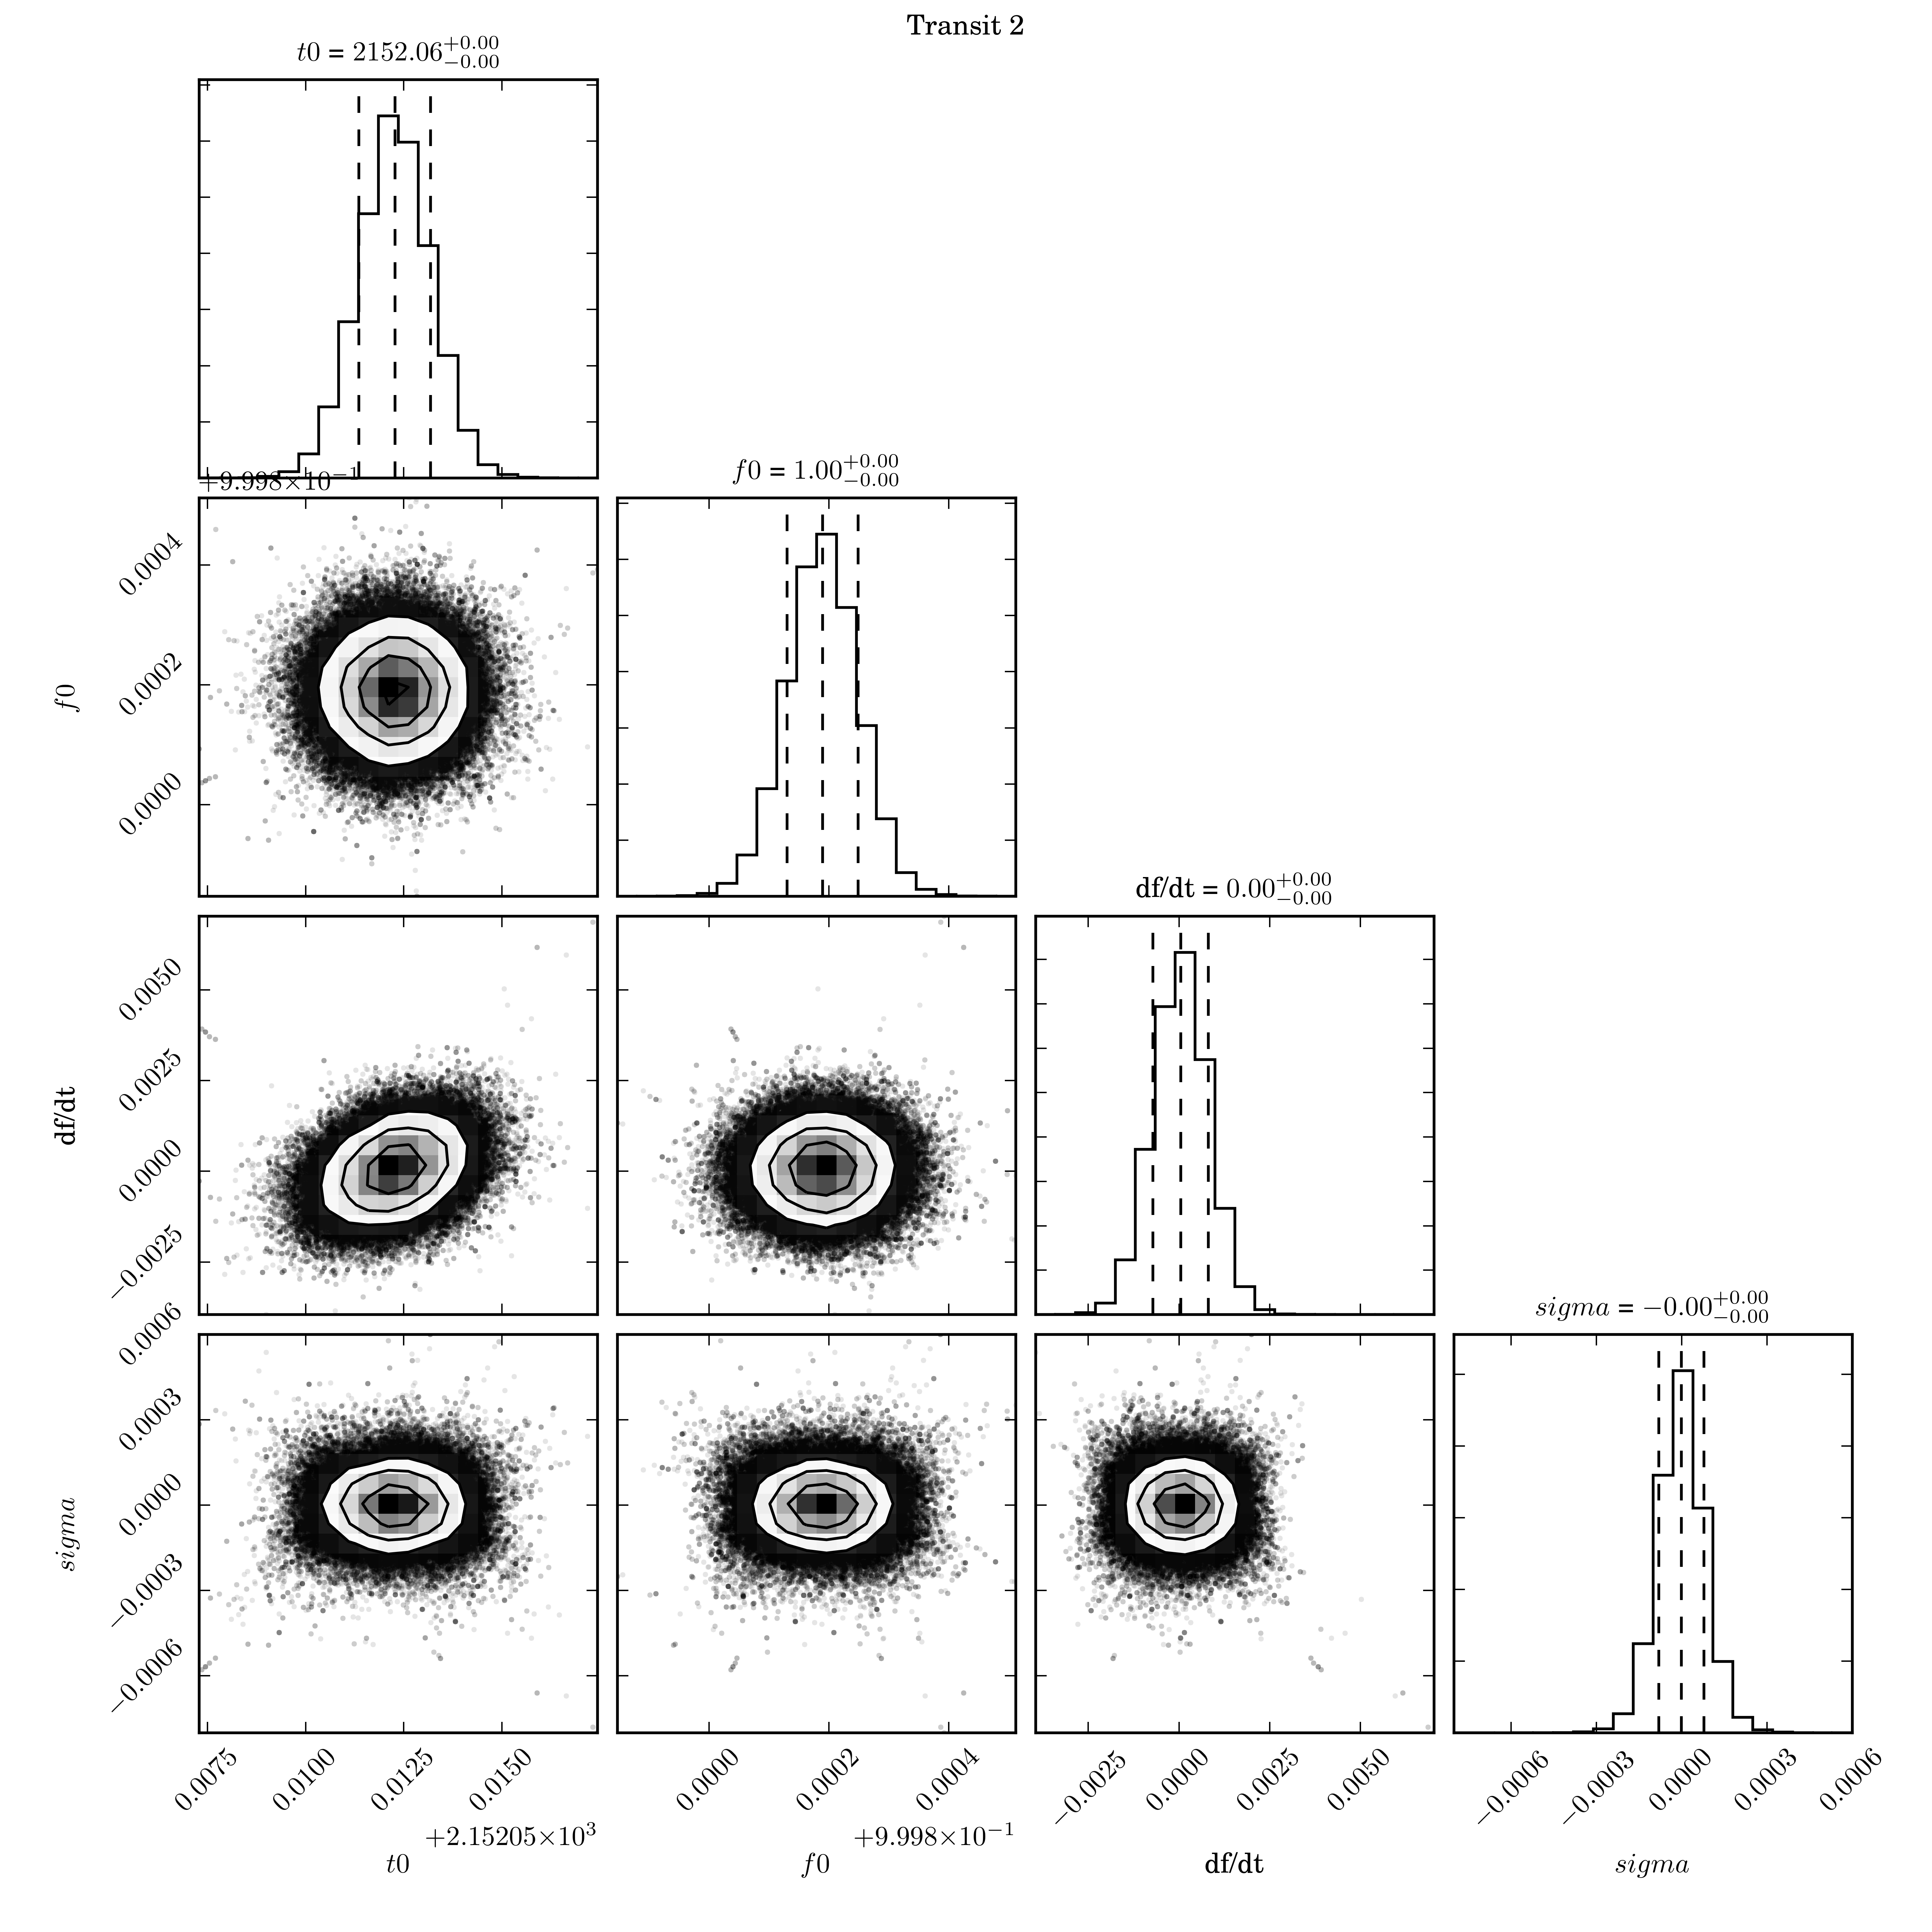 Transit 2
t0 = 2152.06+0.00 −0.00
+9.998×10−1
f0 = 1.00+0.00 −0.00
0.0004
0.0002
0.0000
f0
df/dt = 0.00+0.00 −0.00
0.0050
0.0025
0.0000
−0.0025
df/dt
sigma = −0.00+0.00 −0.00
0.0006
0.0003
0.0000
−0.0003
−0.0006
sigma
0.0075 0.0100 0.0125 0.0150
0.0000 0.0002 0.0004
−0.0025 0.0000 0.0025 0.0050
−0.0006 −0.0003 0.0000 0.0003 0.0006
+2.15205×103
+9.998×10−1
t0
f0
df/dt
sigma